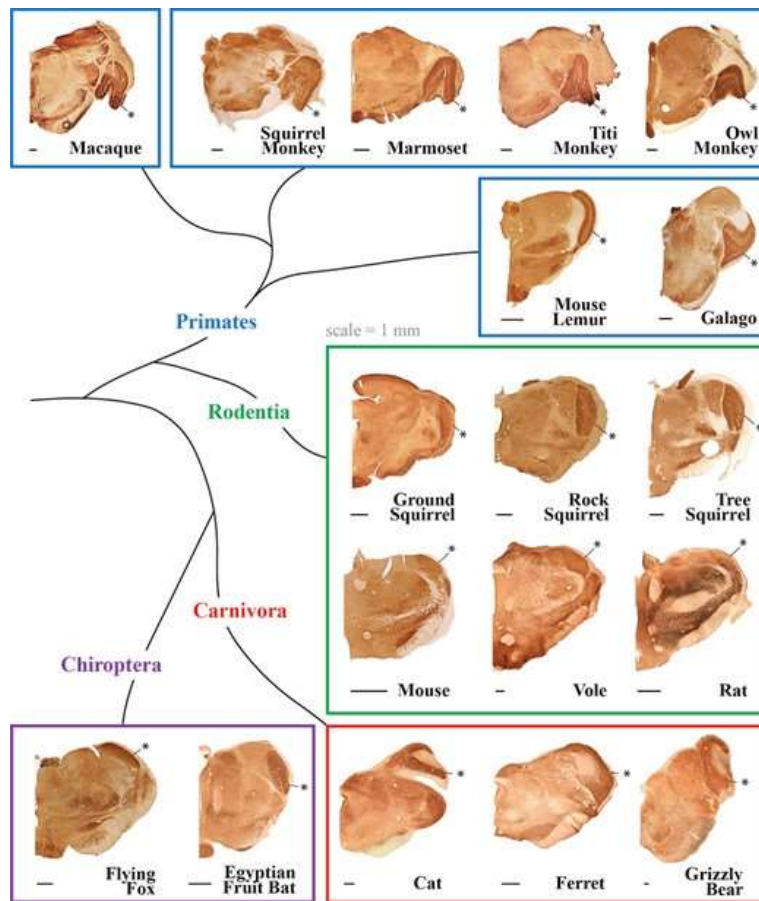 Macaque
Squirrel
Monkey
Marmoset
Titi
Monkey
Owl
Monkey
Mouse
Lemur
Galago
Primates
scale = 1 mm
Rodentia
Ground
Squirrel
Rock
Squirrel
Tree
Squirrel
Mouse
Vole
Rat
Carnivora
Chiroptera
Flying
Fox
Egyptian
Fruit Bat
Cat
Ferret
Grizzly
Bear